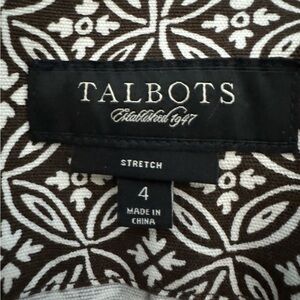 TALBOTS
Established 1947
STRETCH
4
MADE IN
CHINA